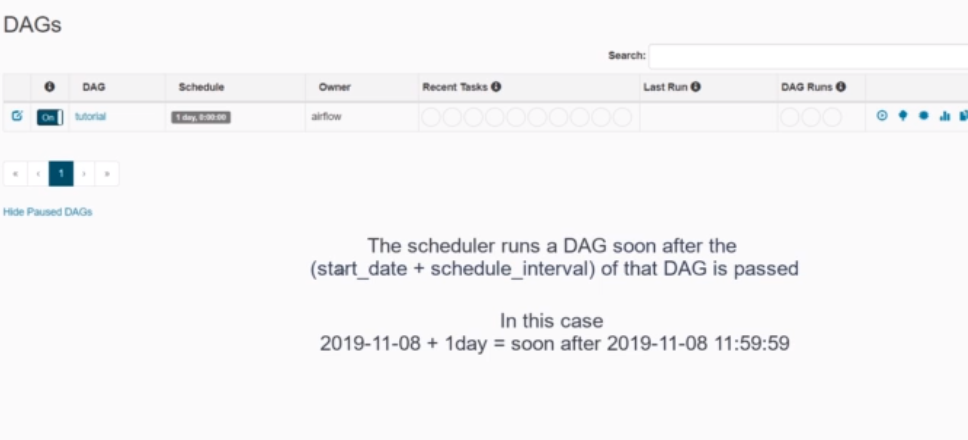 DAGs
Search:
DAG Schedule Owner Recent Tasks Last Run DAG Runs
On tutorial 1 day, 0:00:00 airflow
« ‹ 1 › »
Hide Paused DAGs
The scheduler runs a DAG soon after the
(start_date + schedule_interval) of that DAG is passed
In this case
2019-11-08 + 1day = soon after 2019-11-08 11:59:59